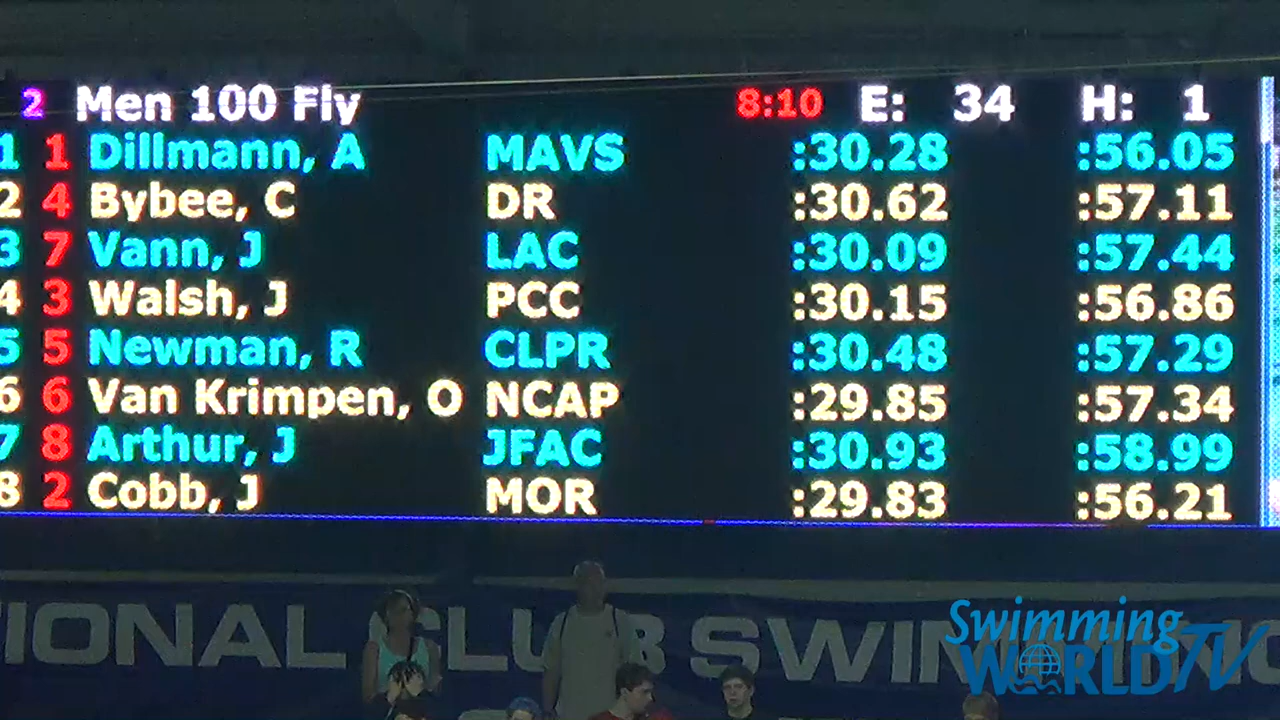 2 Men 100 Fly 8:10 E: 34 H: 1
1 1 Dillmann, A MAVS :30.28 :56.05
2 4 Bybee, C DR :30.62 :57.11
3 7 Vann, J LAC :30.09 :57.44
4 3 Walsh, J PCC :30.15 :56.86
5 5 Newman, R CLPR :30.48 :57.29
6 6 Van Krimpen, O NCAP :29.85 :57.34
7 8 Arthur, J JFAC :30.93 :58.99
8 2 Cobb, J MOR :29.83 :56.21
IONAL CLUB SWIM
Swimming
WORLD TV